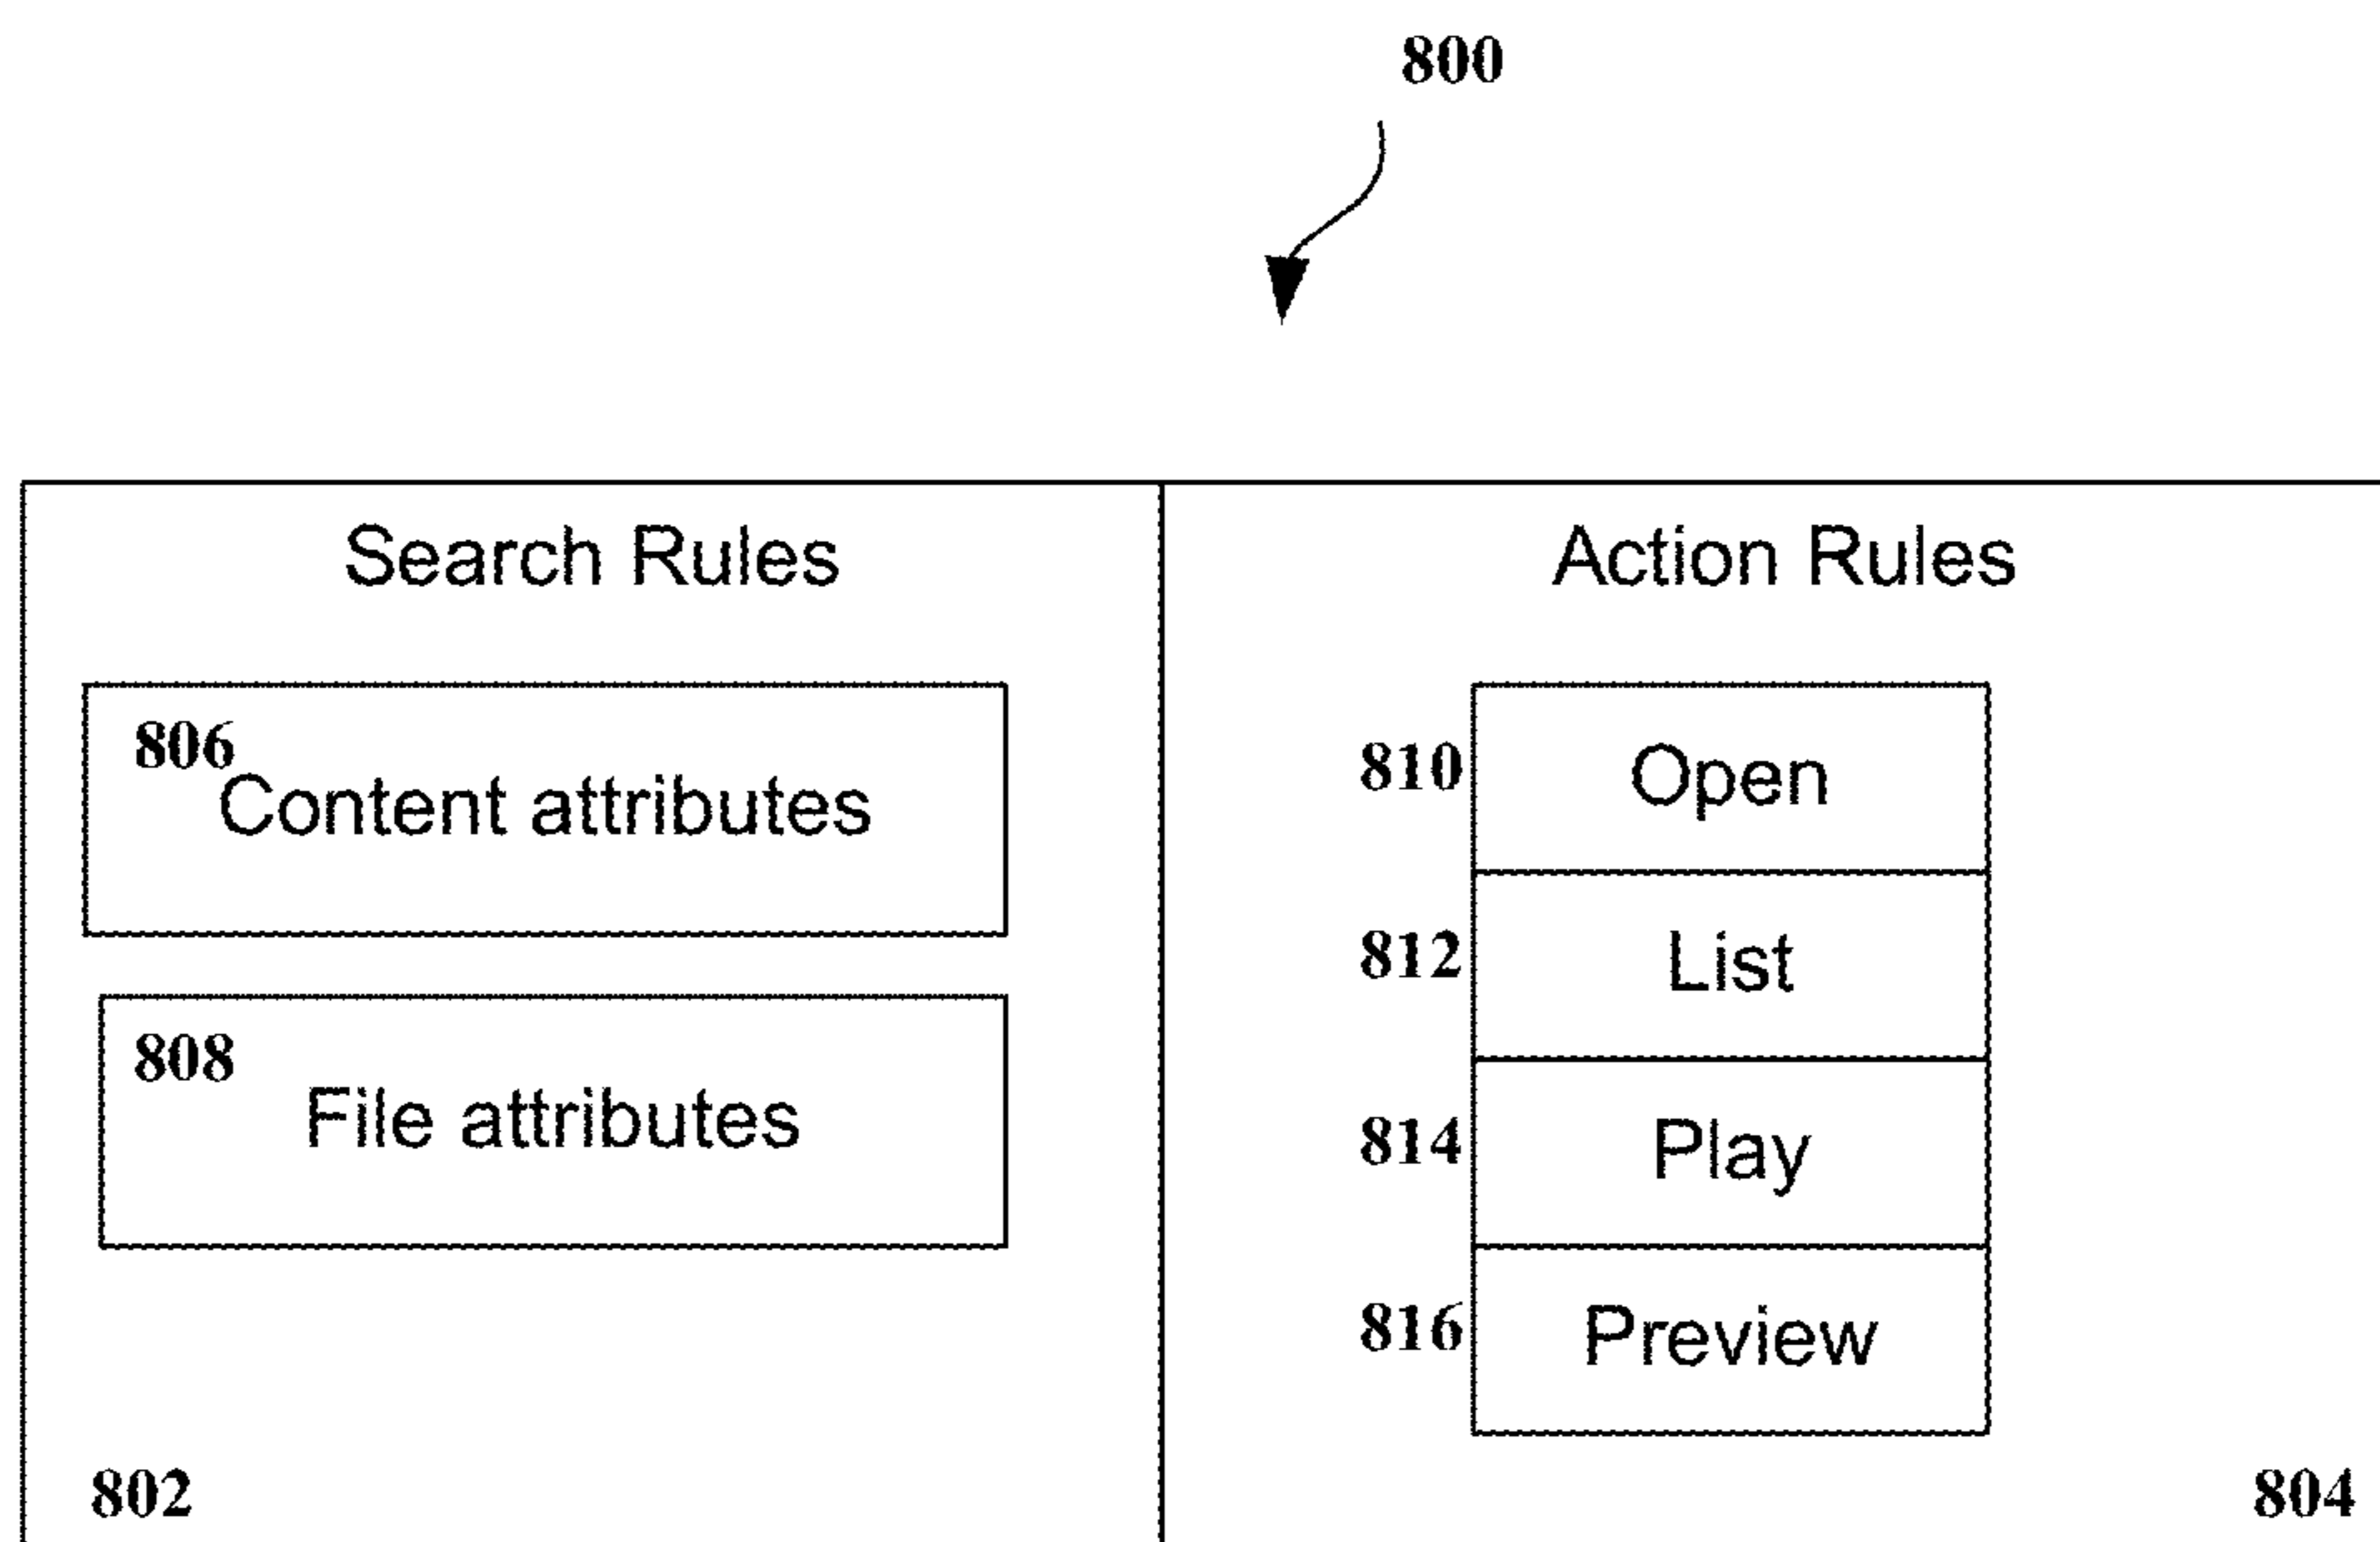 800
Search Rules
806
Content attributes
808
File attributes
802
Action Rules
810
Open
812
List
814
Play
816
Preview
804